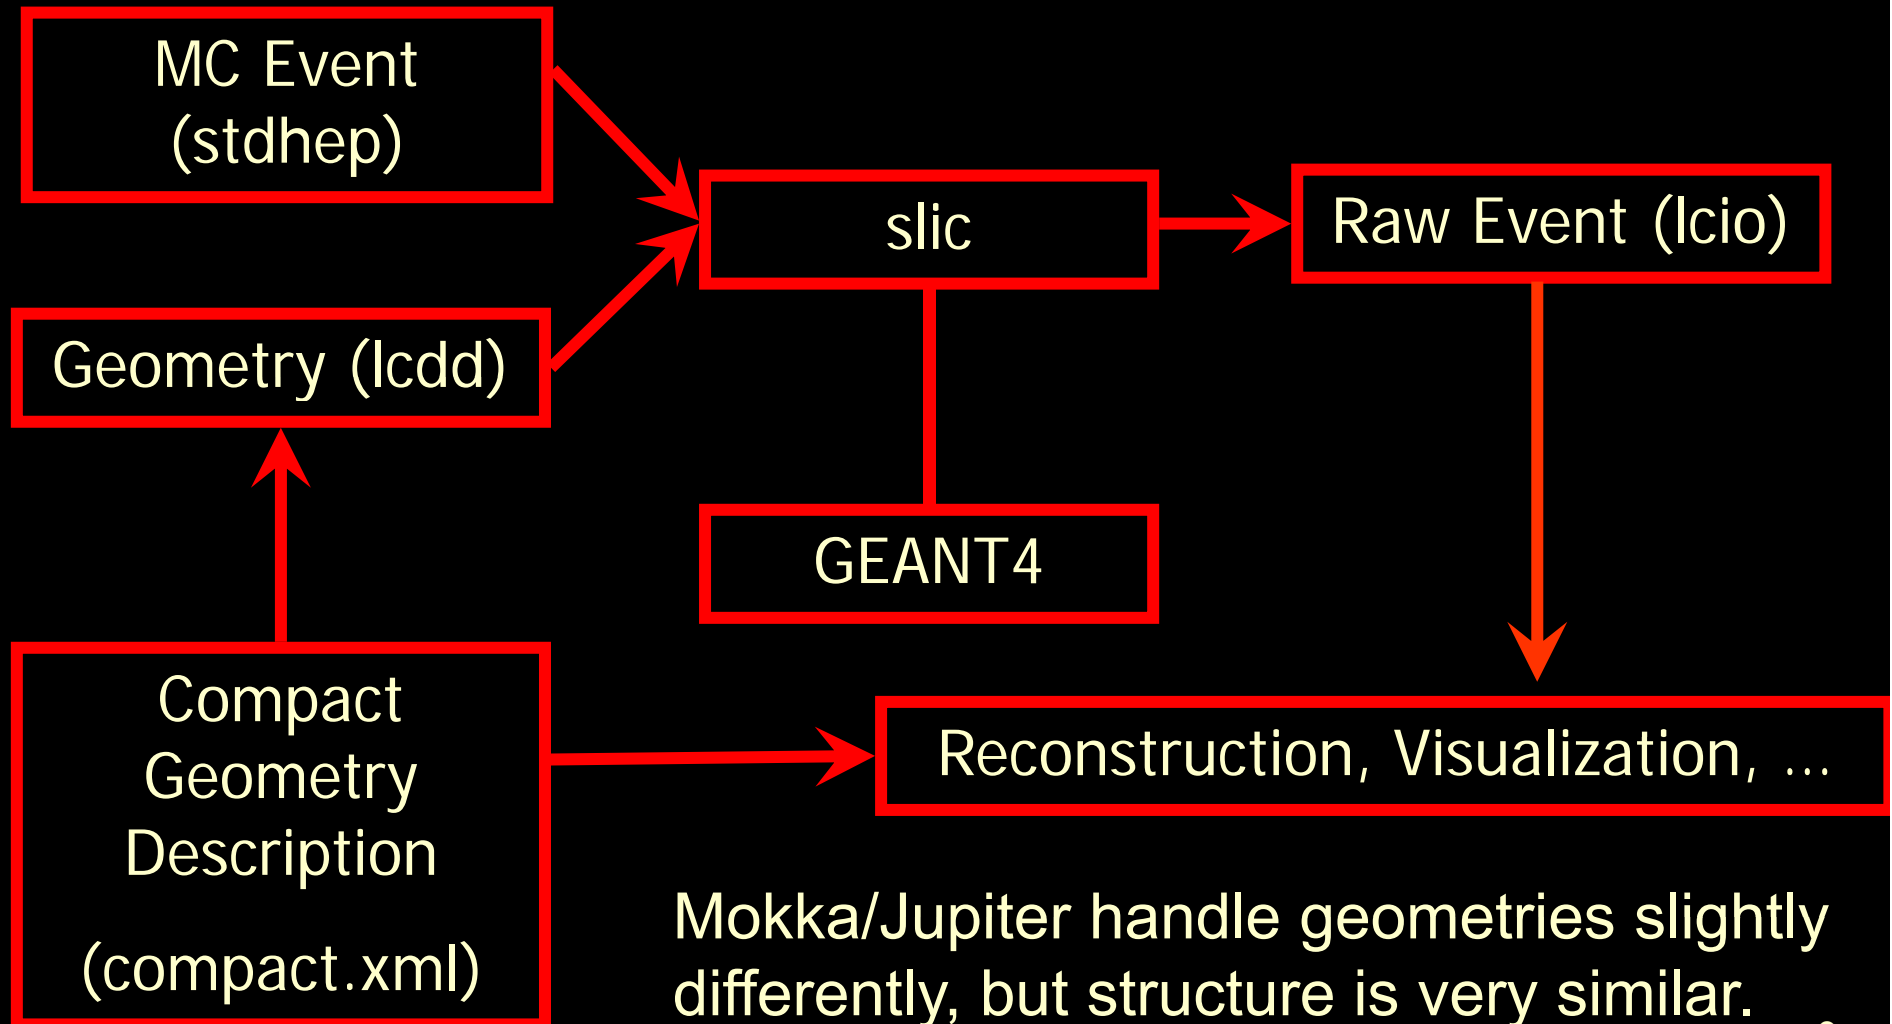 MC Event
(stdhep)
slic
Raw Event (lcio)
Geometry (lcdd)
GEANT4
Compact
Geometry
Description
(compact.xml)
Reconstruction, Visualization, ...
Mokka/Jupiter handle geometries slightly
differently, but structure is very similar.